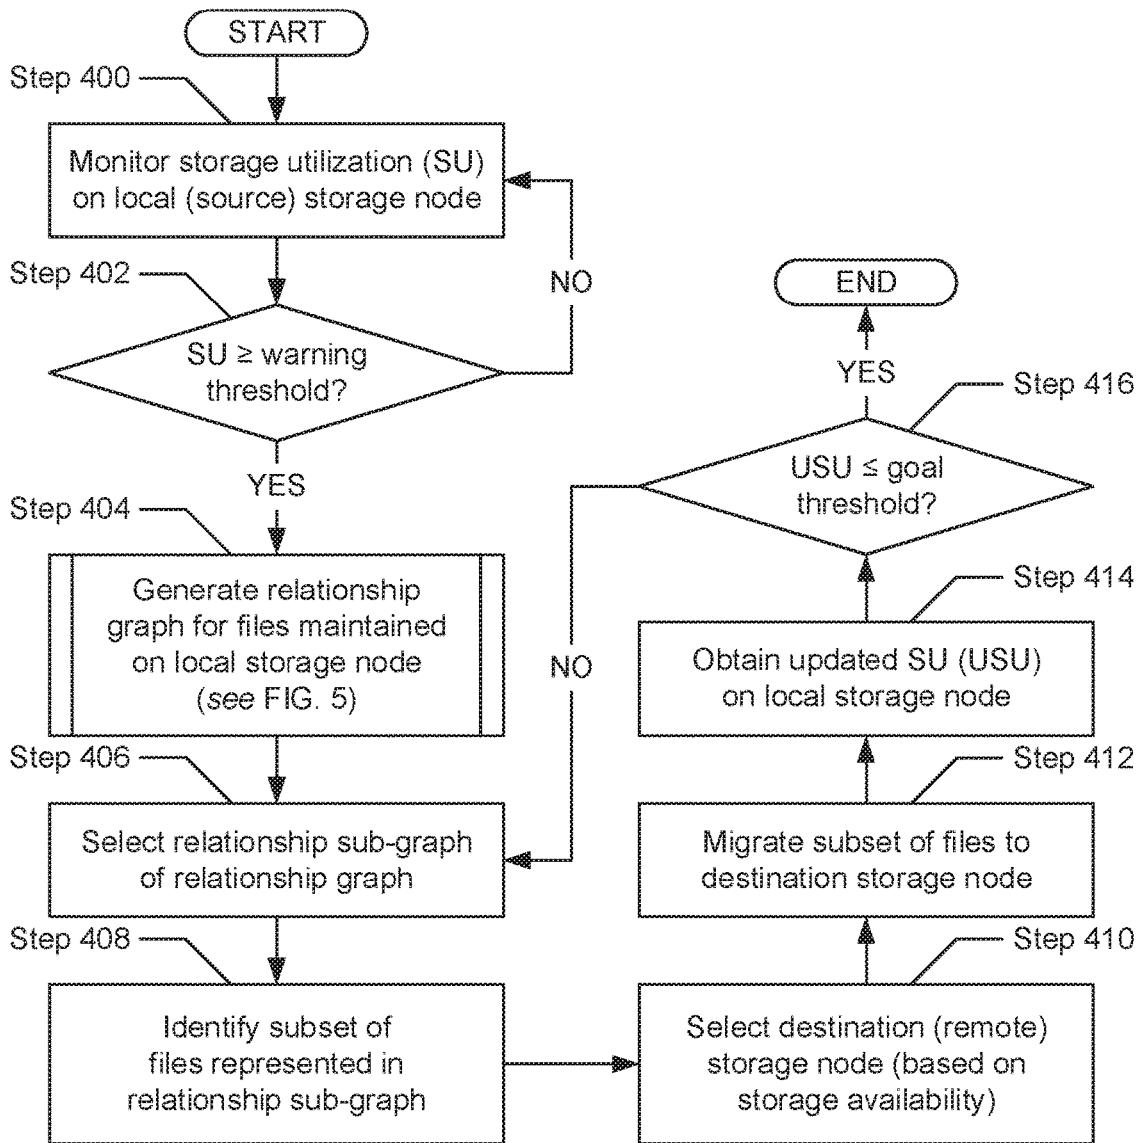 START
Step 400
Monitor storage utilization (SU)
on local (source) storage node
Step 402
NO
SU ≥ warning
threshold?
YES
Step 404
Generate relationship
graph for files maintained
on local storage node
(see FIG. 5)
Step 406
Select relationship sub-graph
of relationship graph
Step 408
Identify subset of
files represented in
relationship sub-graph
END
YES
Step 416
USU ≤ goal
threshold?
NO
Step 414
Obtain updated SU (USU)
on local storage node
Step 412
Migrate subset of files to
destination storage node
Step 410
Select destination (remote)
storage node (based on
storage availability)